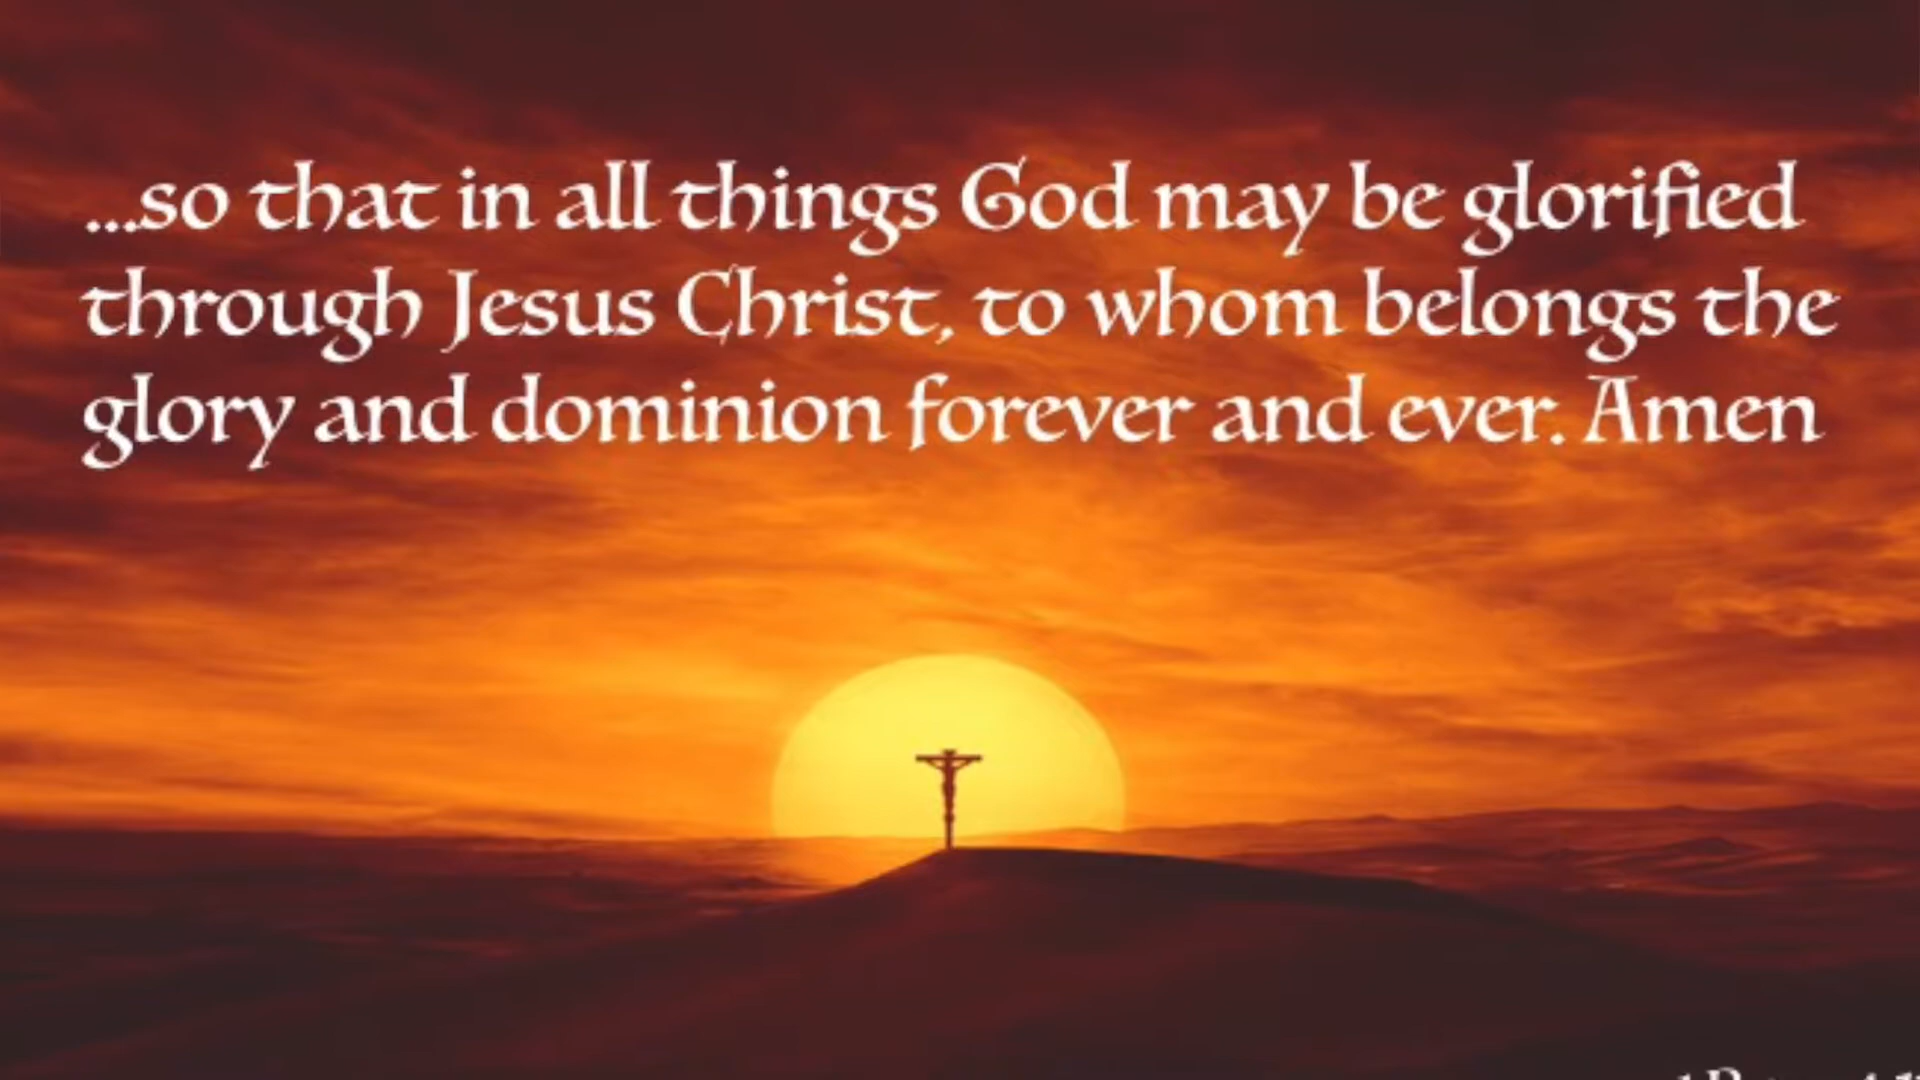 ...so that in all things God may be glorified
through Jesus Christ, to whom belongs the
glory and dominion forever and ever. Amen